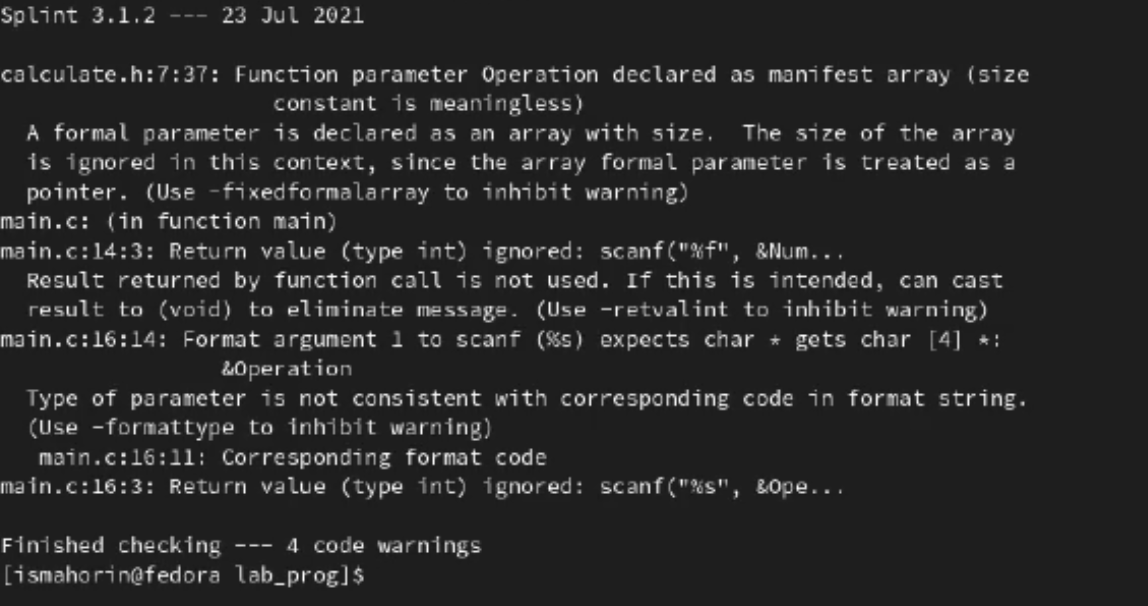 Splint 3.1.2 --- 23 Jul 2021
calculate.h:7:37: Function parameter Operation declared as manifest array (size
constant is meaningless)
A formal parameter is declared as an array with size.  The size of the array
is ignored in this context, since the array formal parameter is treated as a
pointer. (Use -fixedformalarray to inhibit warning)
main.c: (in function main)
main.c:14:3: Return value (type int) ignored: scanf("%f", &Num...
Result returned by function call is not used. If this is intended, can cast
result to (void) to eliminate message. (Use -retvalint to inhibit warning)
main.c:16:14: Format argument 1 to scanf (%s) expects char * gets char [4] *:
&Operation
Type of parameter is not consistent with corresponding code in format string.
(Use -formattype to inhibit warning)
main.c:16:11: Corresponding format code
main.c:16:3: Return value (type int) ignored: scanf("%s", &Ope...
Finished checking --- 4 code warnings
[ismahorin@fedora lab_prog]$